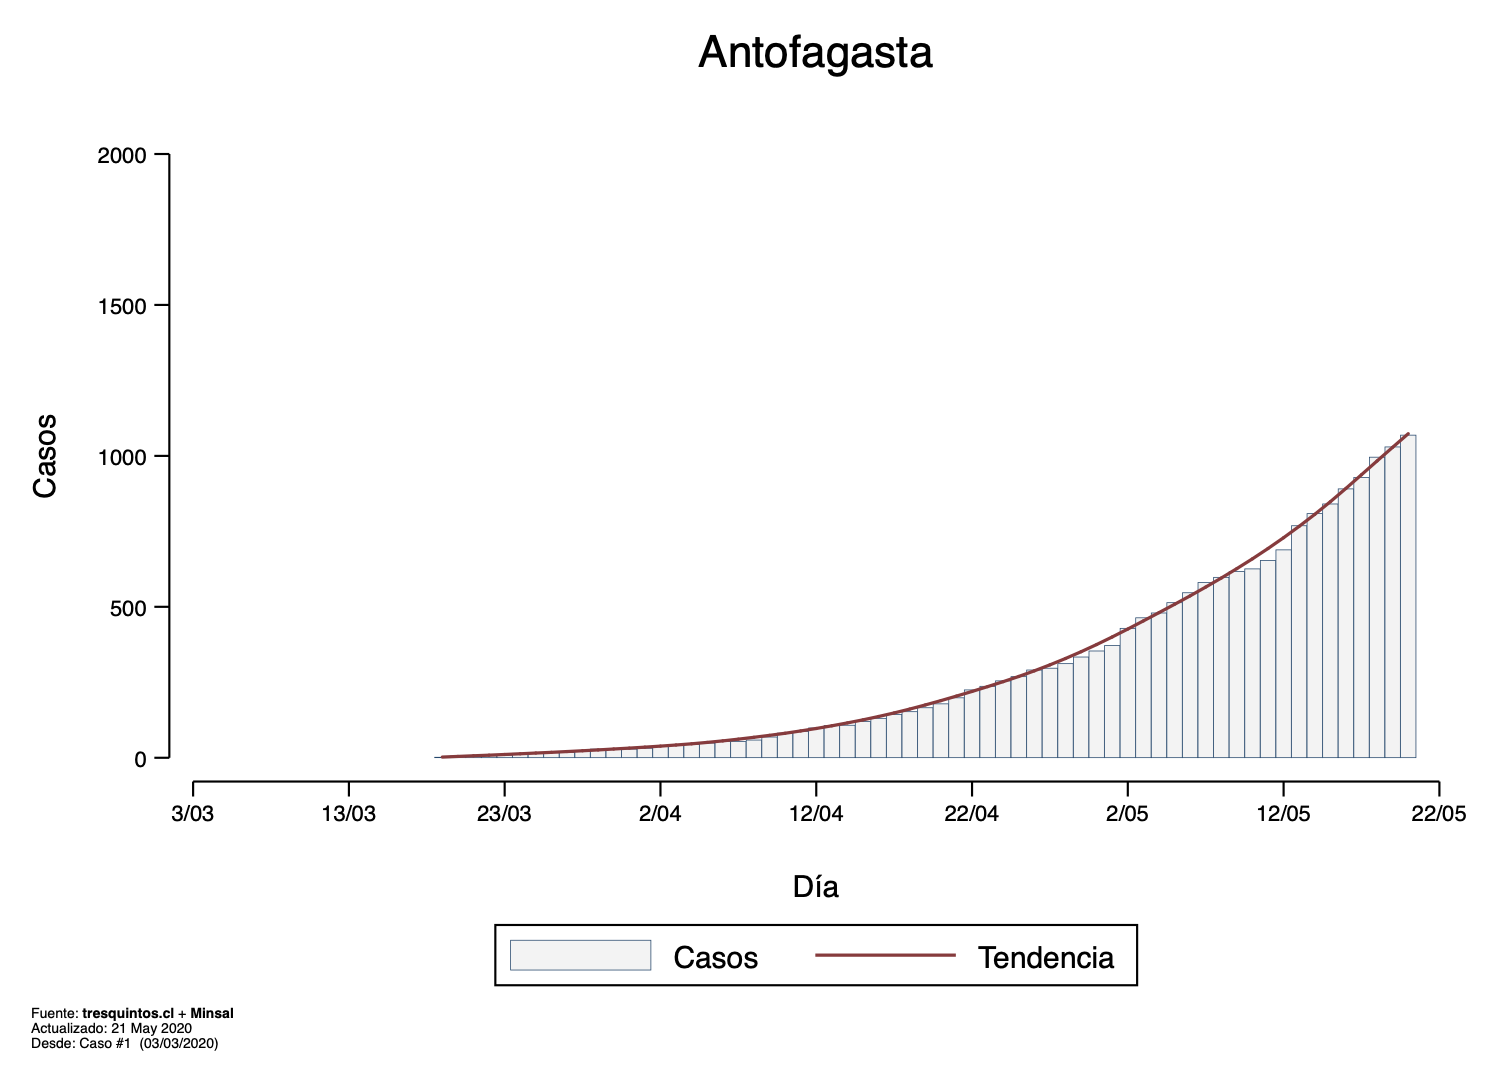 Antofagasta
2000
1500
1000
500
0
Casos
3/03 13/03 23/03 2/04 12/04 22/04 2/05 12/05 22/05
Día
Casos Tendencia
Fuente: tresquintos.cl + Minsal
Actualizado: 21 May 2020
Desde: Caso #1 (03/03/2020)